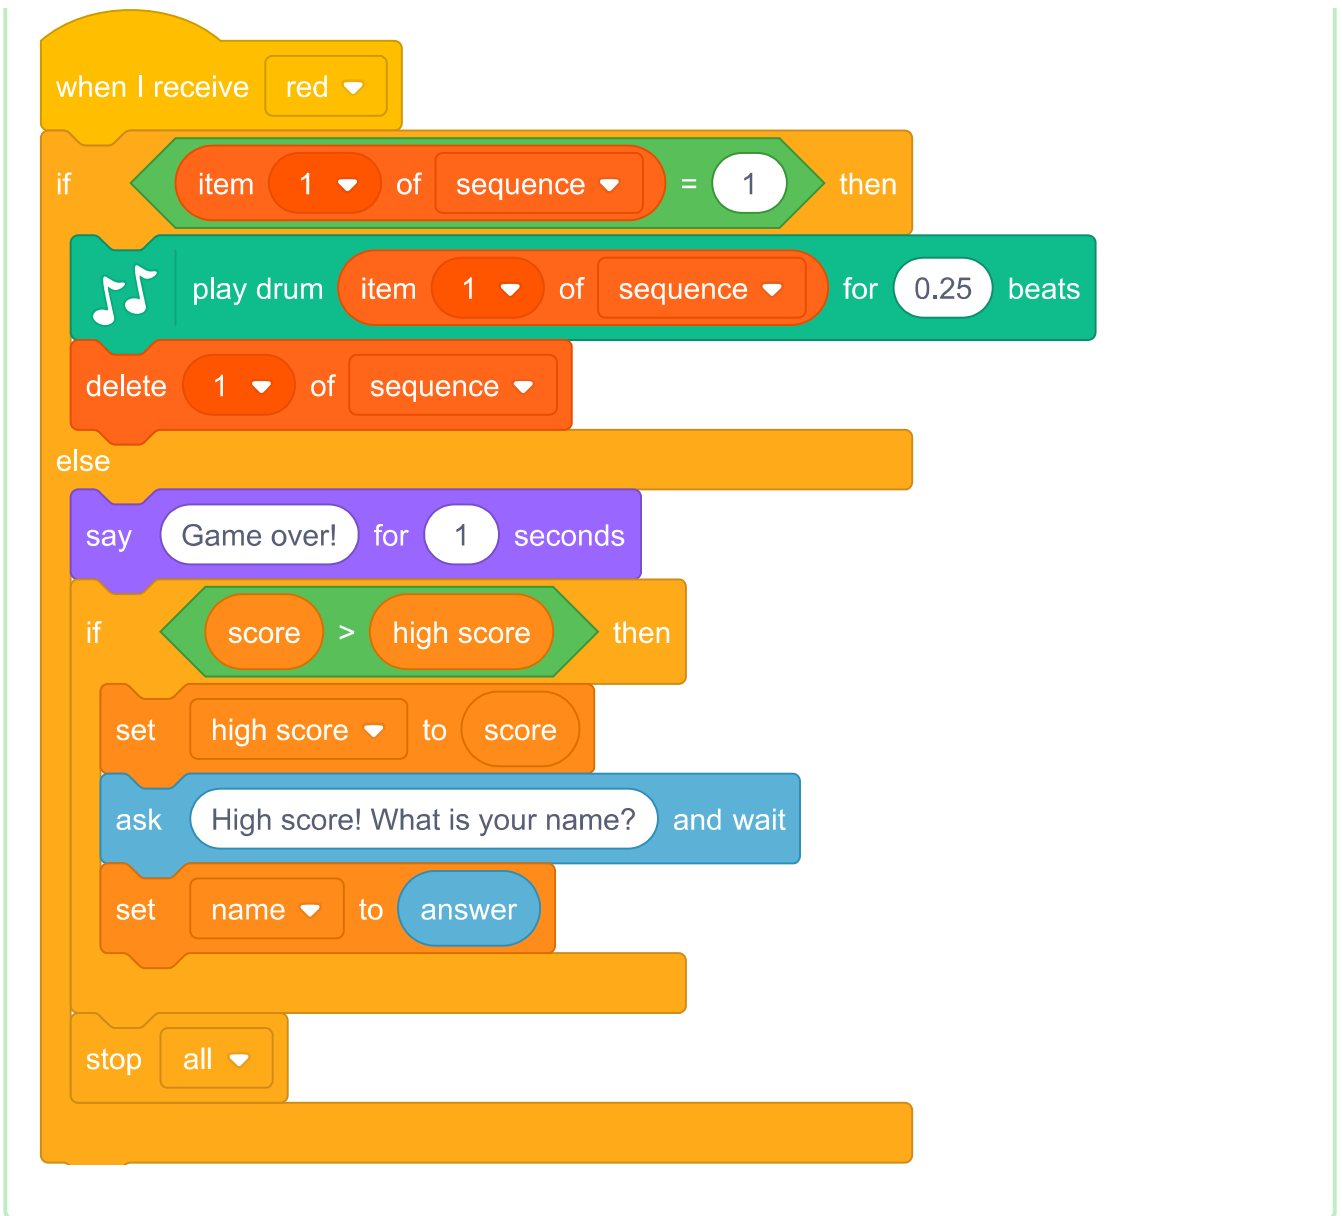 when I receive red
if item 1 of sequence = 1 then
play drum item 1 of sequence for 0.25 beats
delete 1 of sequence
else
say Game over! for 1 seconds
if score > high score then
set high score to score
ask High score! What is your name? and wait
set name to answer
stop all